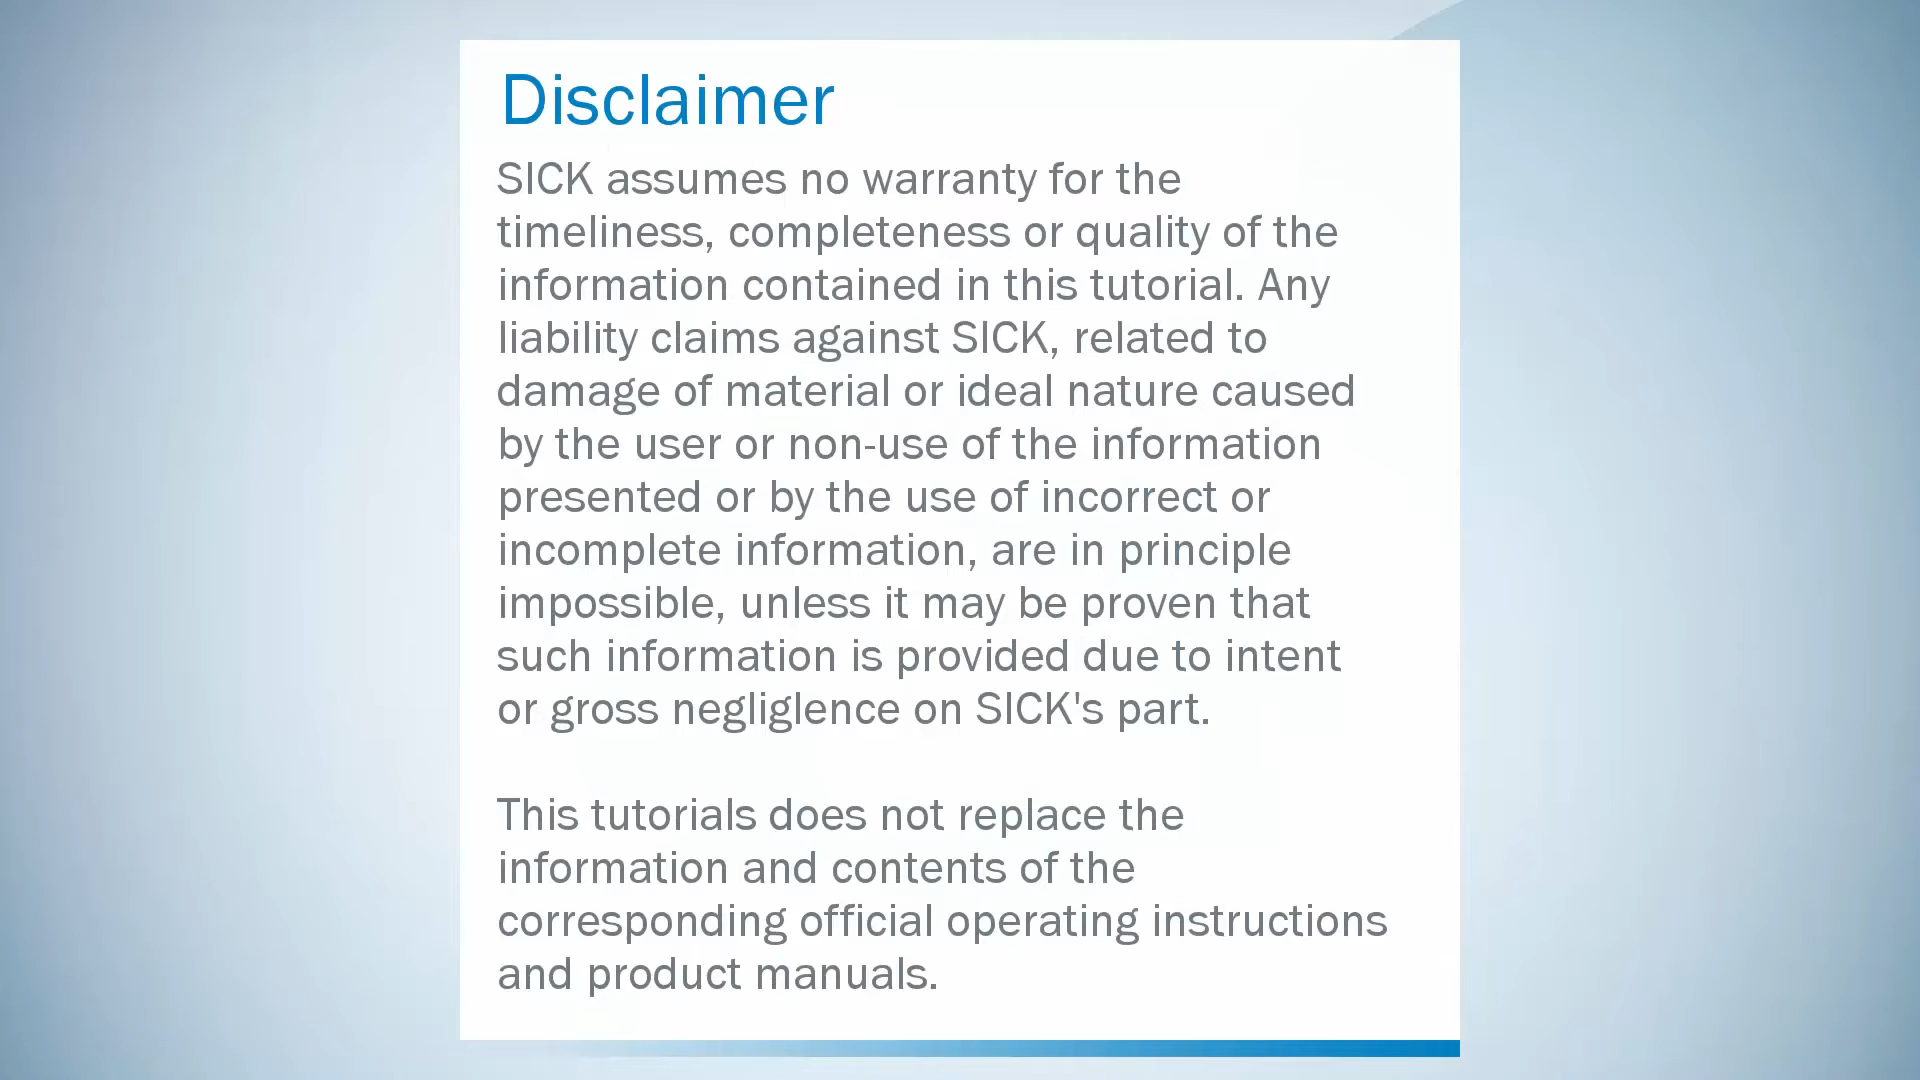 Disclaimer
SICK assumes no warranty for the
timeliness, completeness or quality of the
information contained in this tutorial. Any
liability claims against SICK, related to
damage of material or ideal nature caused
by the user or non-use of the information
presented or by the use of incorrect or
incomplete information, are in principle
impossible, unless it may be proven that
such information is provided due to intent
or gross negliglence on SICK's part.
This tutorials does not replace the
information and contents of the
corresponding official operating instructions
and product manuals.